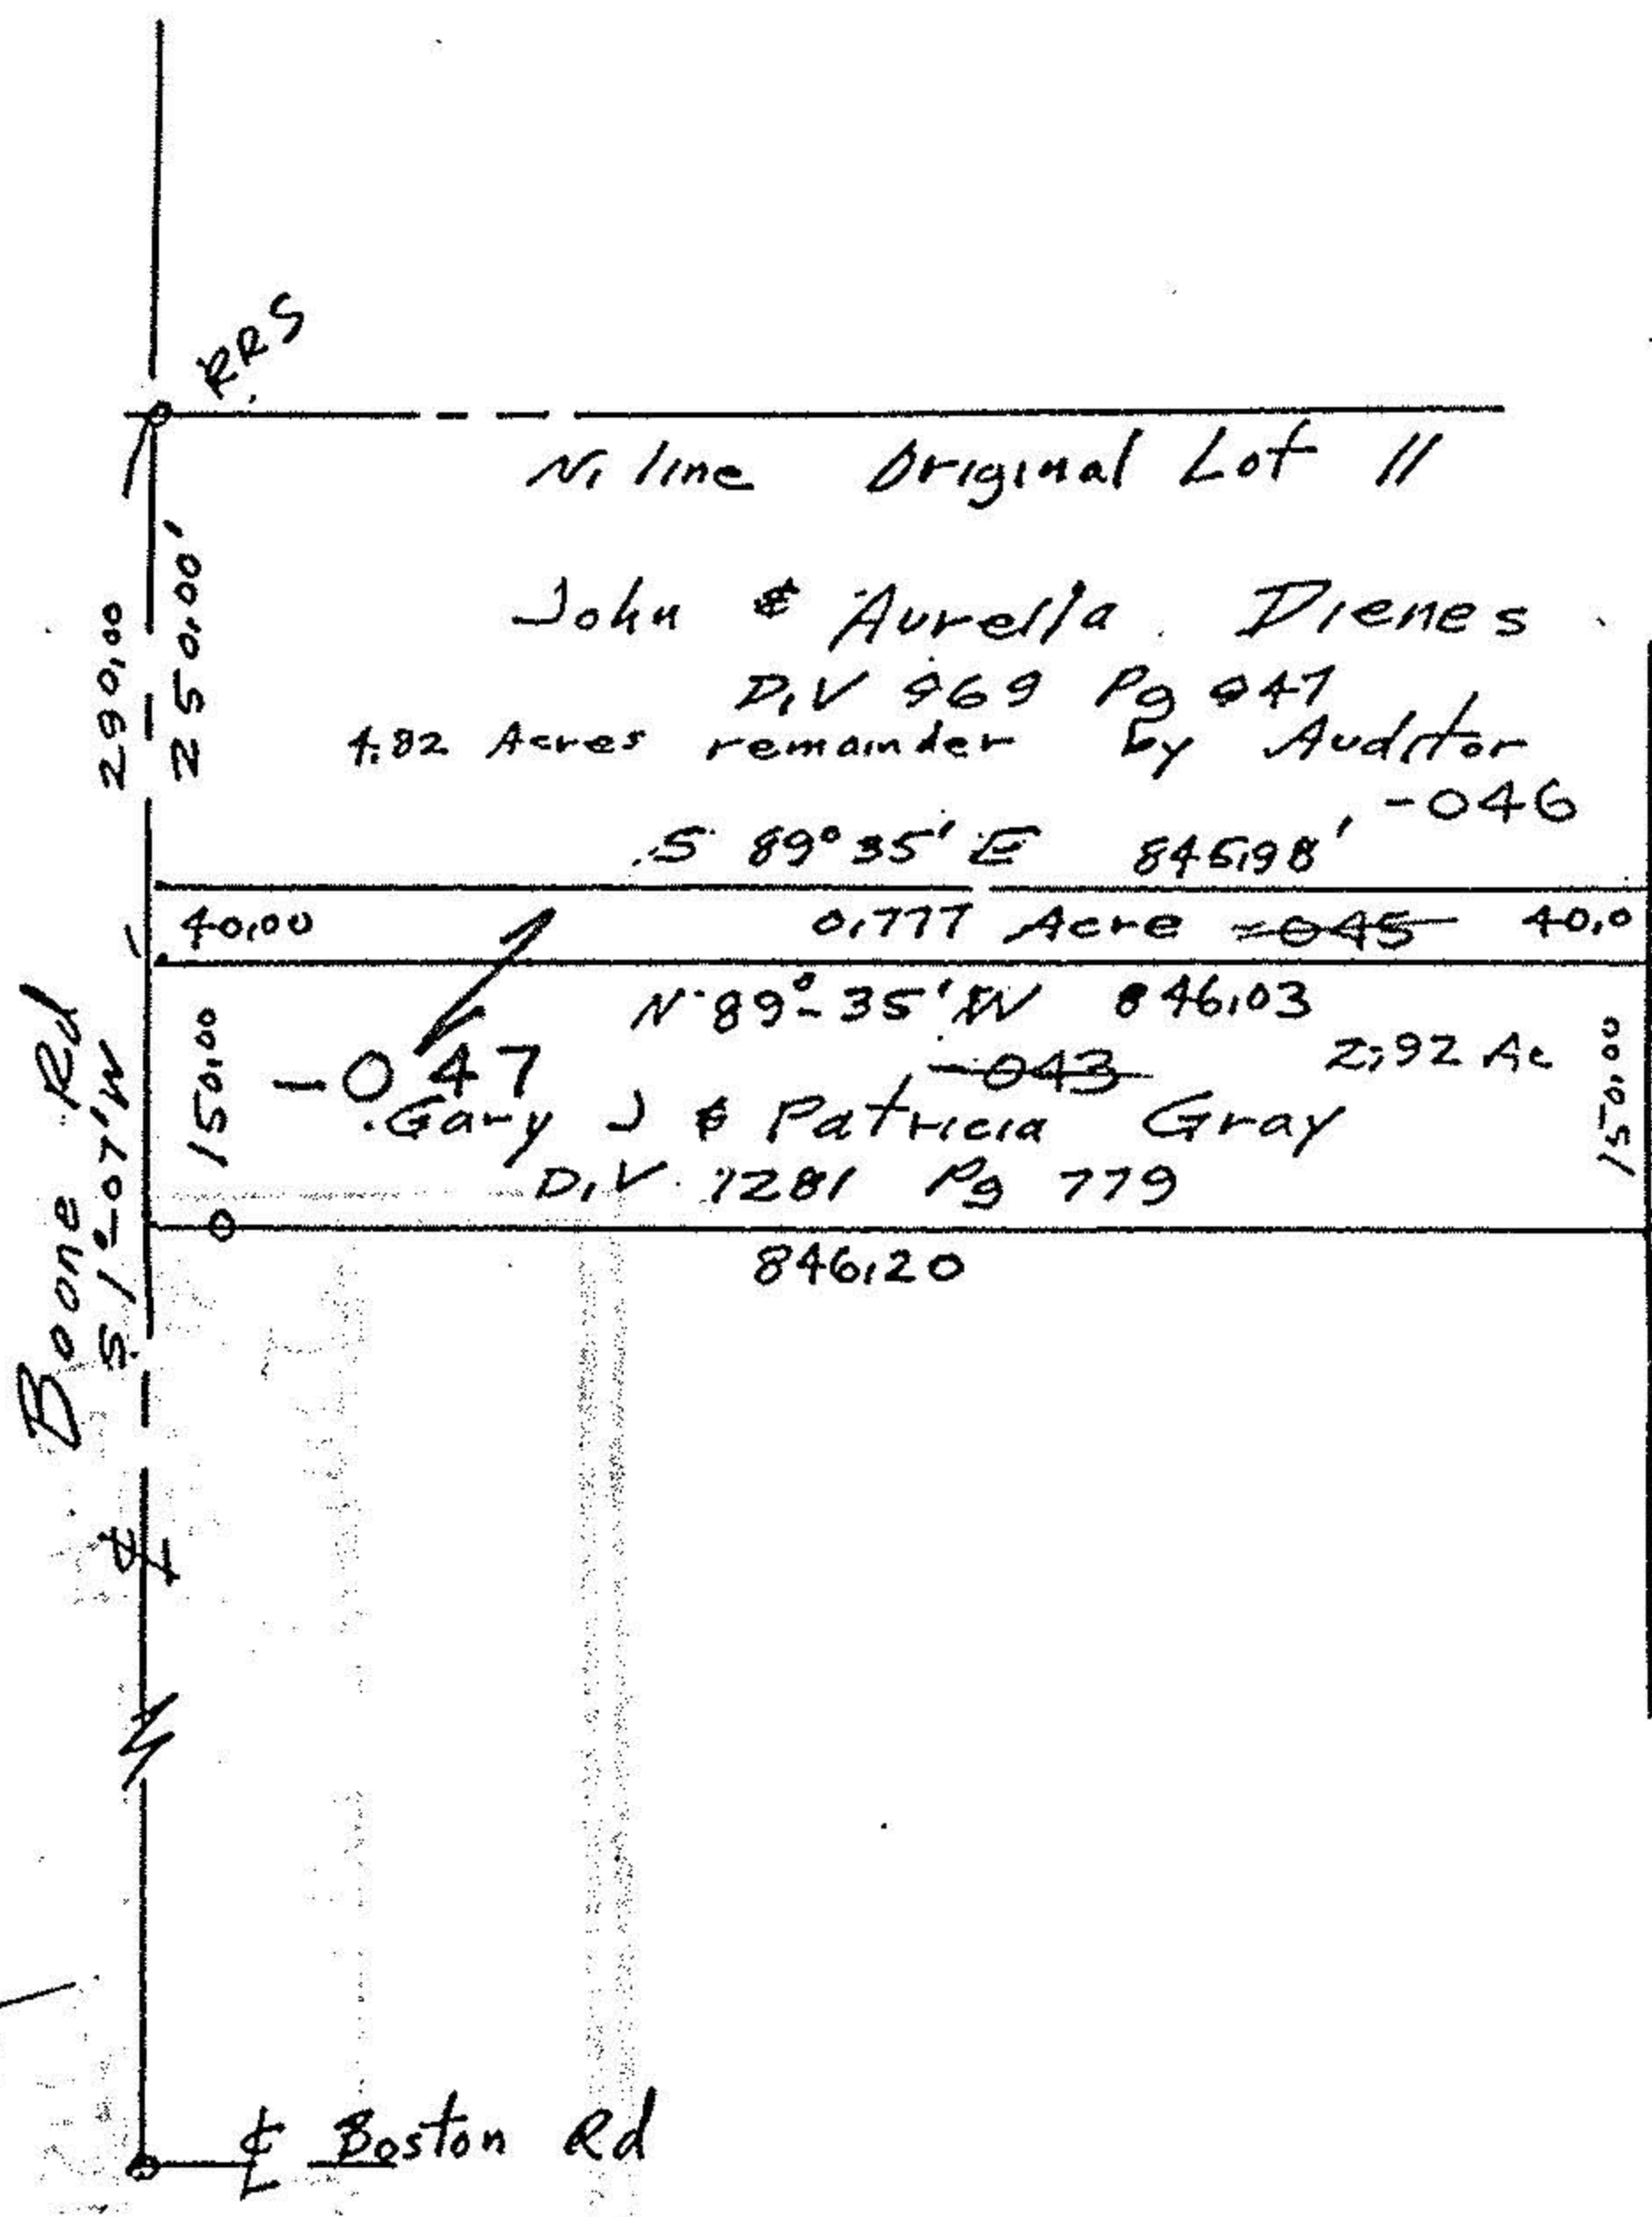 RRS
N. line Original Lot 11
290.00
250.00'
John & Aurelia Dienes
D.V 969 Pg 947
4.82 Acres remainder by Auditor
-046
S 89° 35' E 845.98'
40.00 0.777 Acre -045 40.0
N 89°-35' W 846.03
150.00 -047 -043 2.92 Ac 150.00
Gary J & Patricia Gray
D.V. 1281 Pg 779
846.20
Boone Rd
S 1°-07' W
℄
℄ Boston Rd